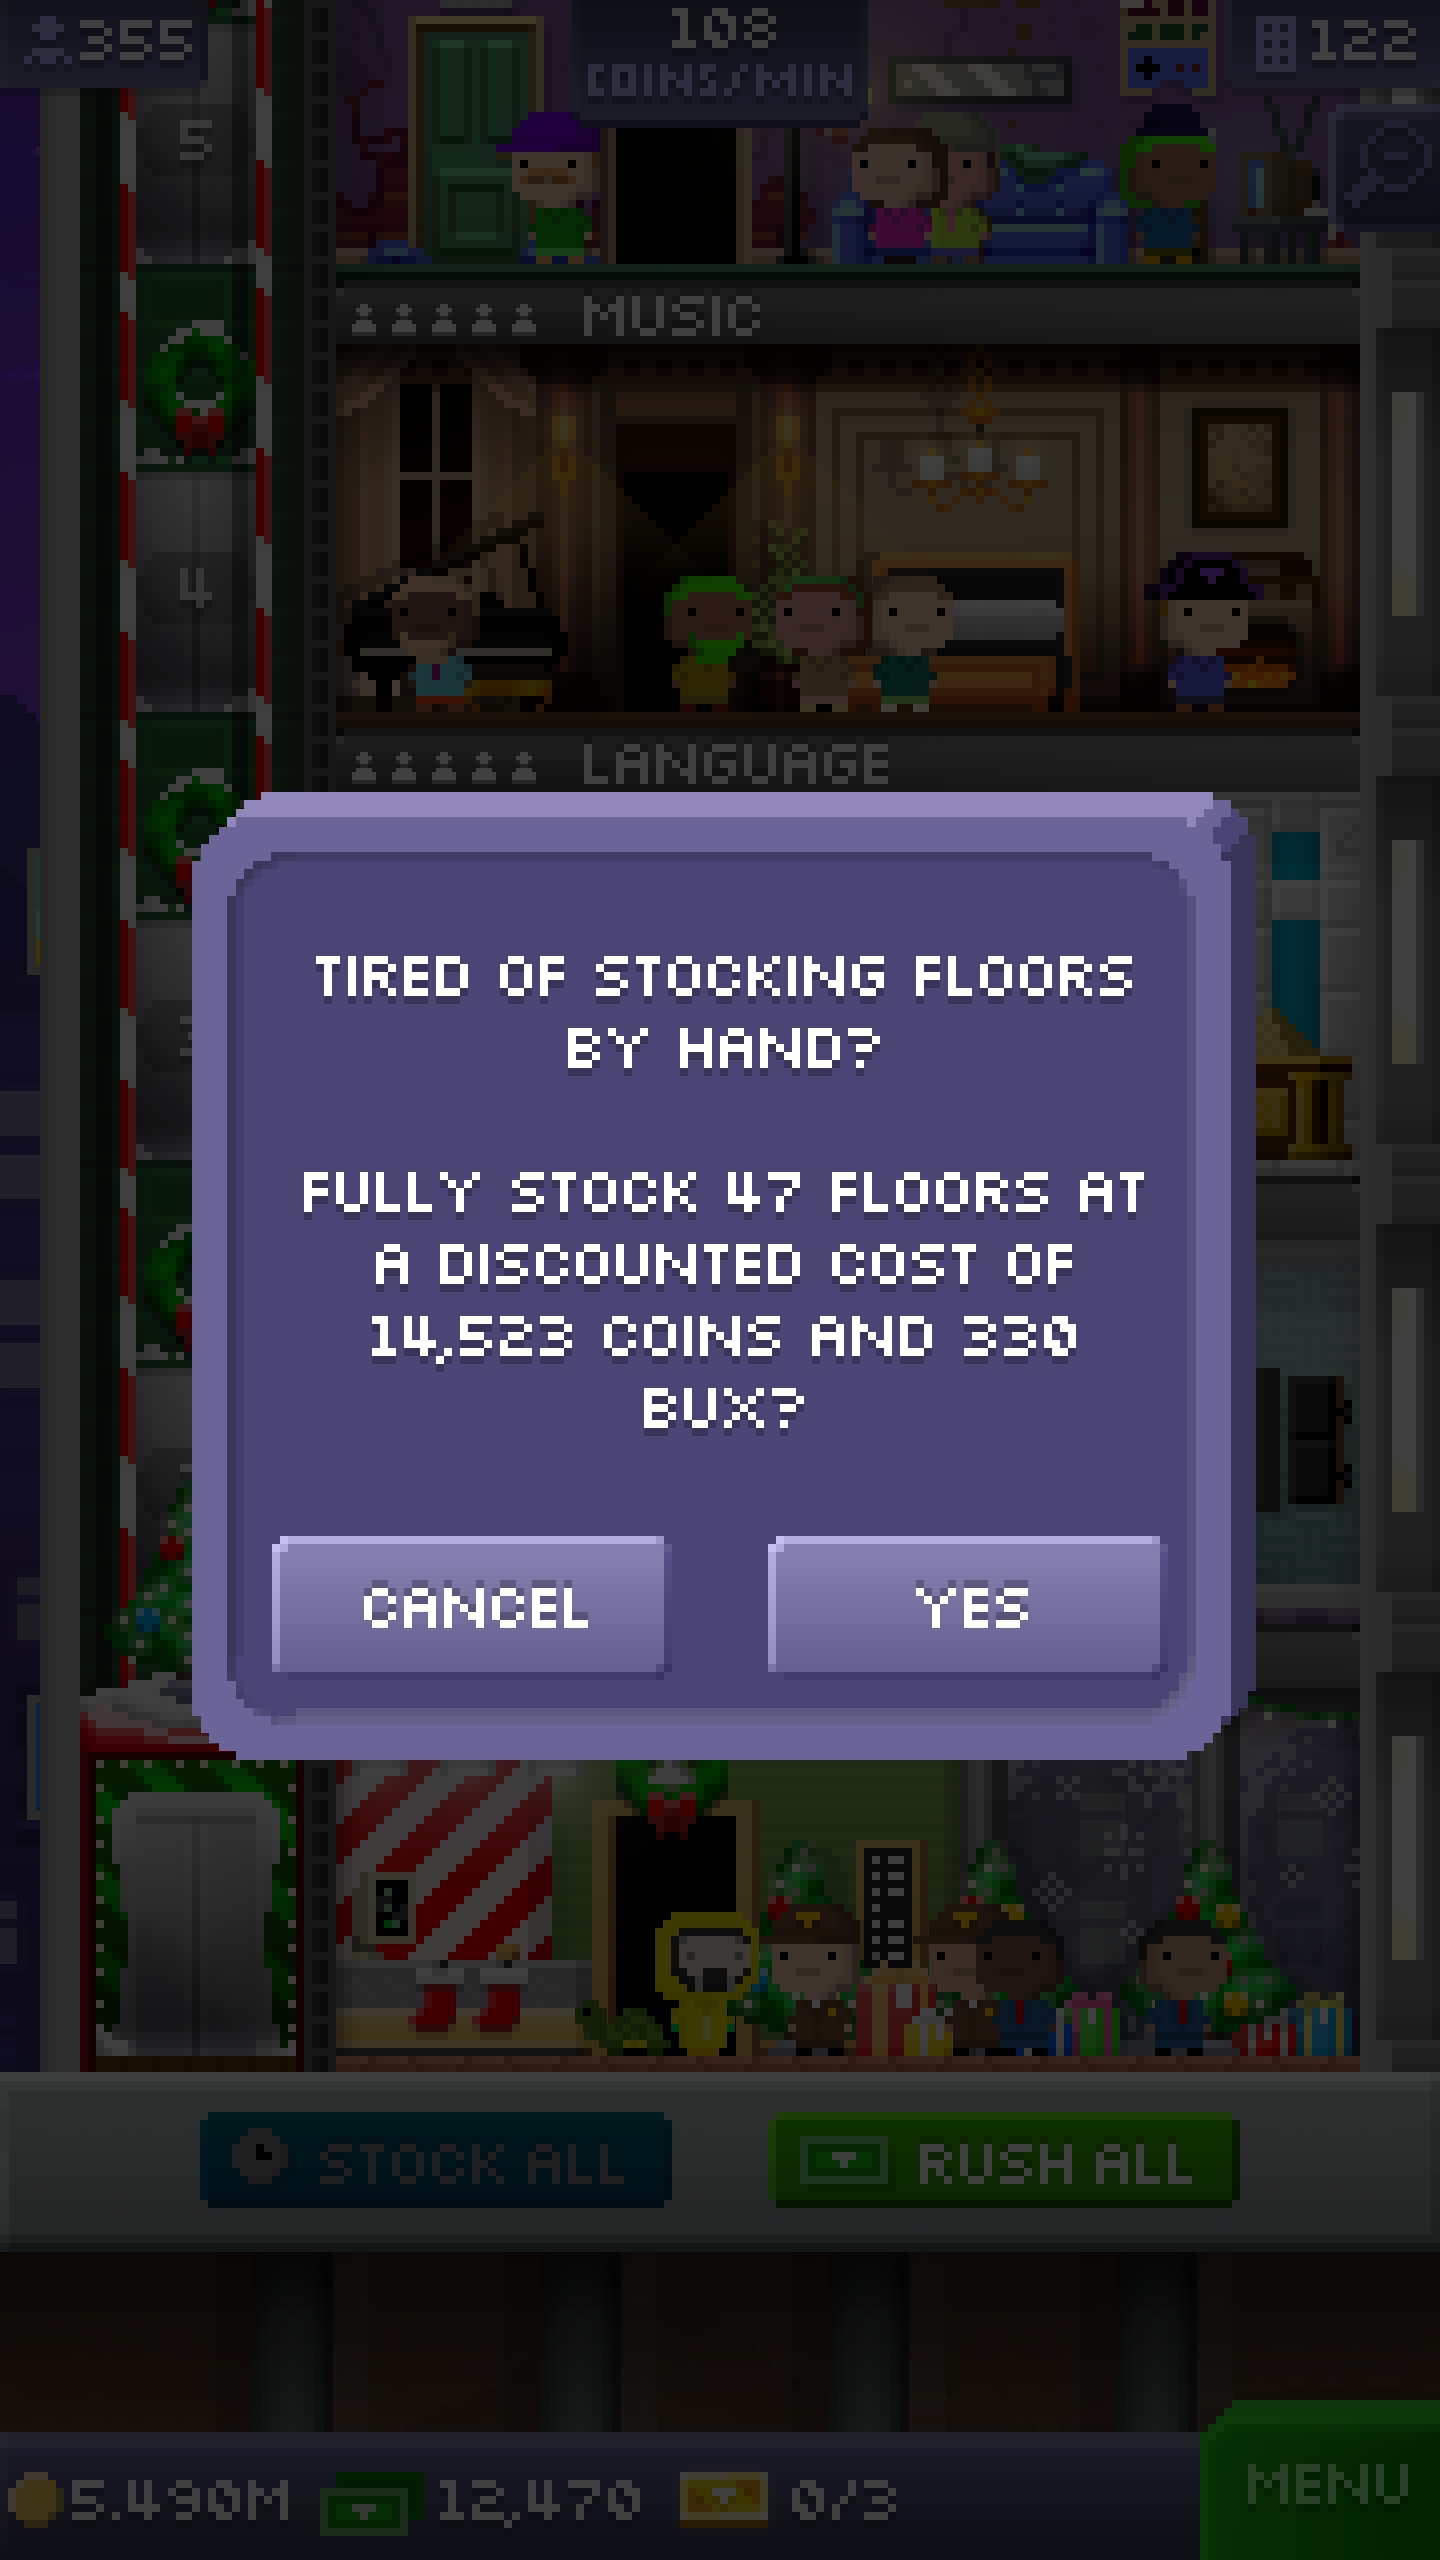 355
108
COINS/MIN
122
5
MUSIC
4
LANGUAGE
TIRED OF STOCKING FLOORS
BY HAND?
FULLY STOCK 47 FLOORS AT
A DISCOUNTED COST OF
14,523 COINS AND 330
BUX?
CANCEL
YES
STOCK ALL
RUSH ALL
5.490M
12,470
0/3
MENU